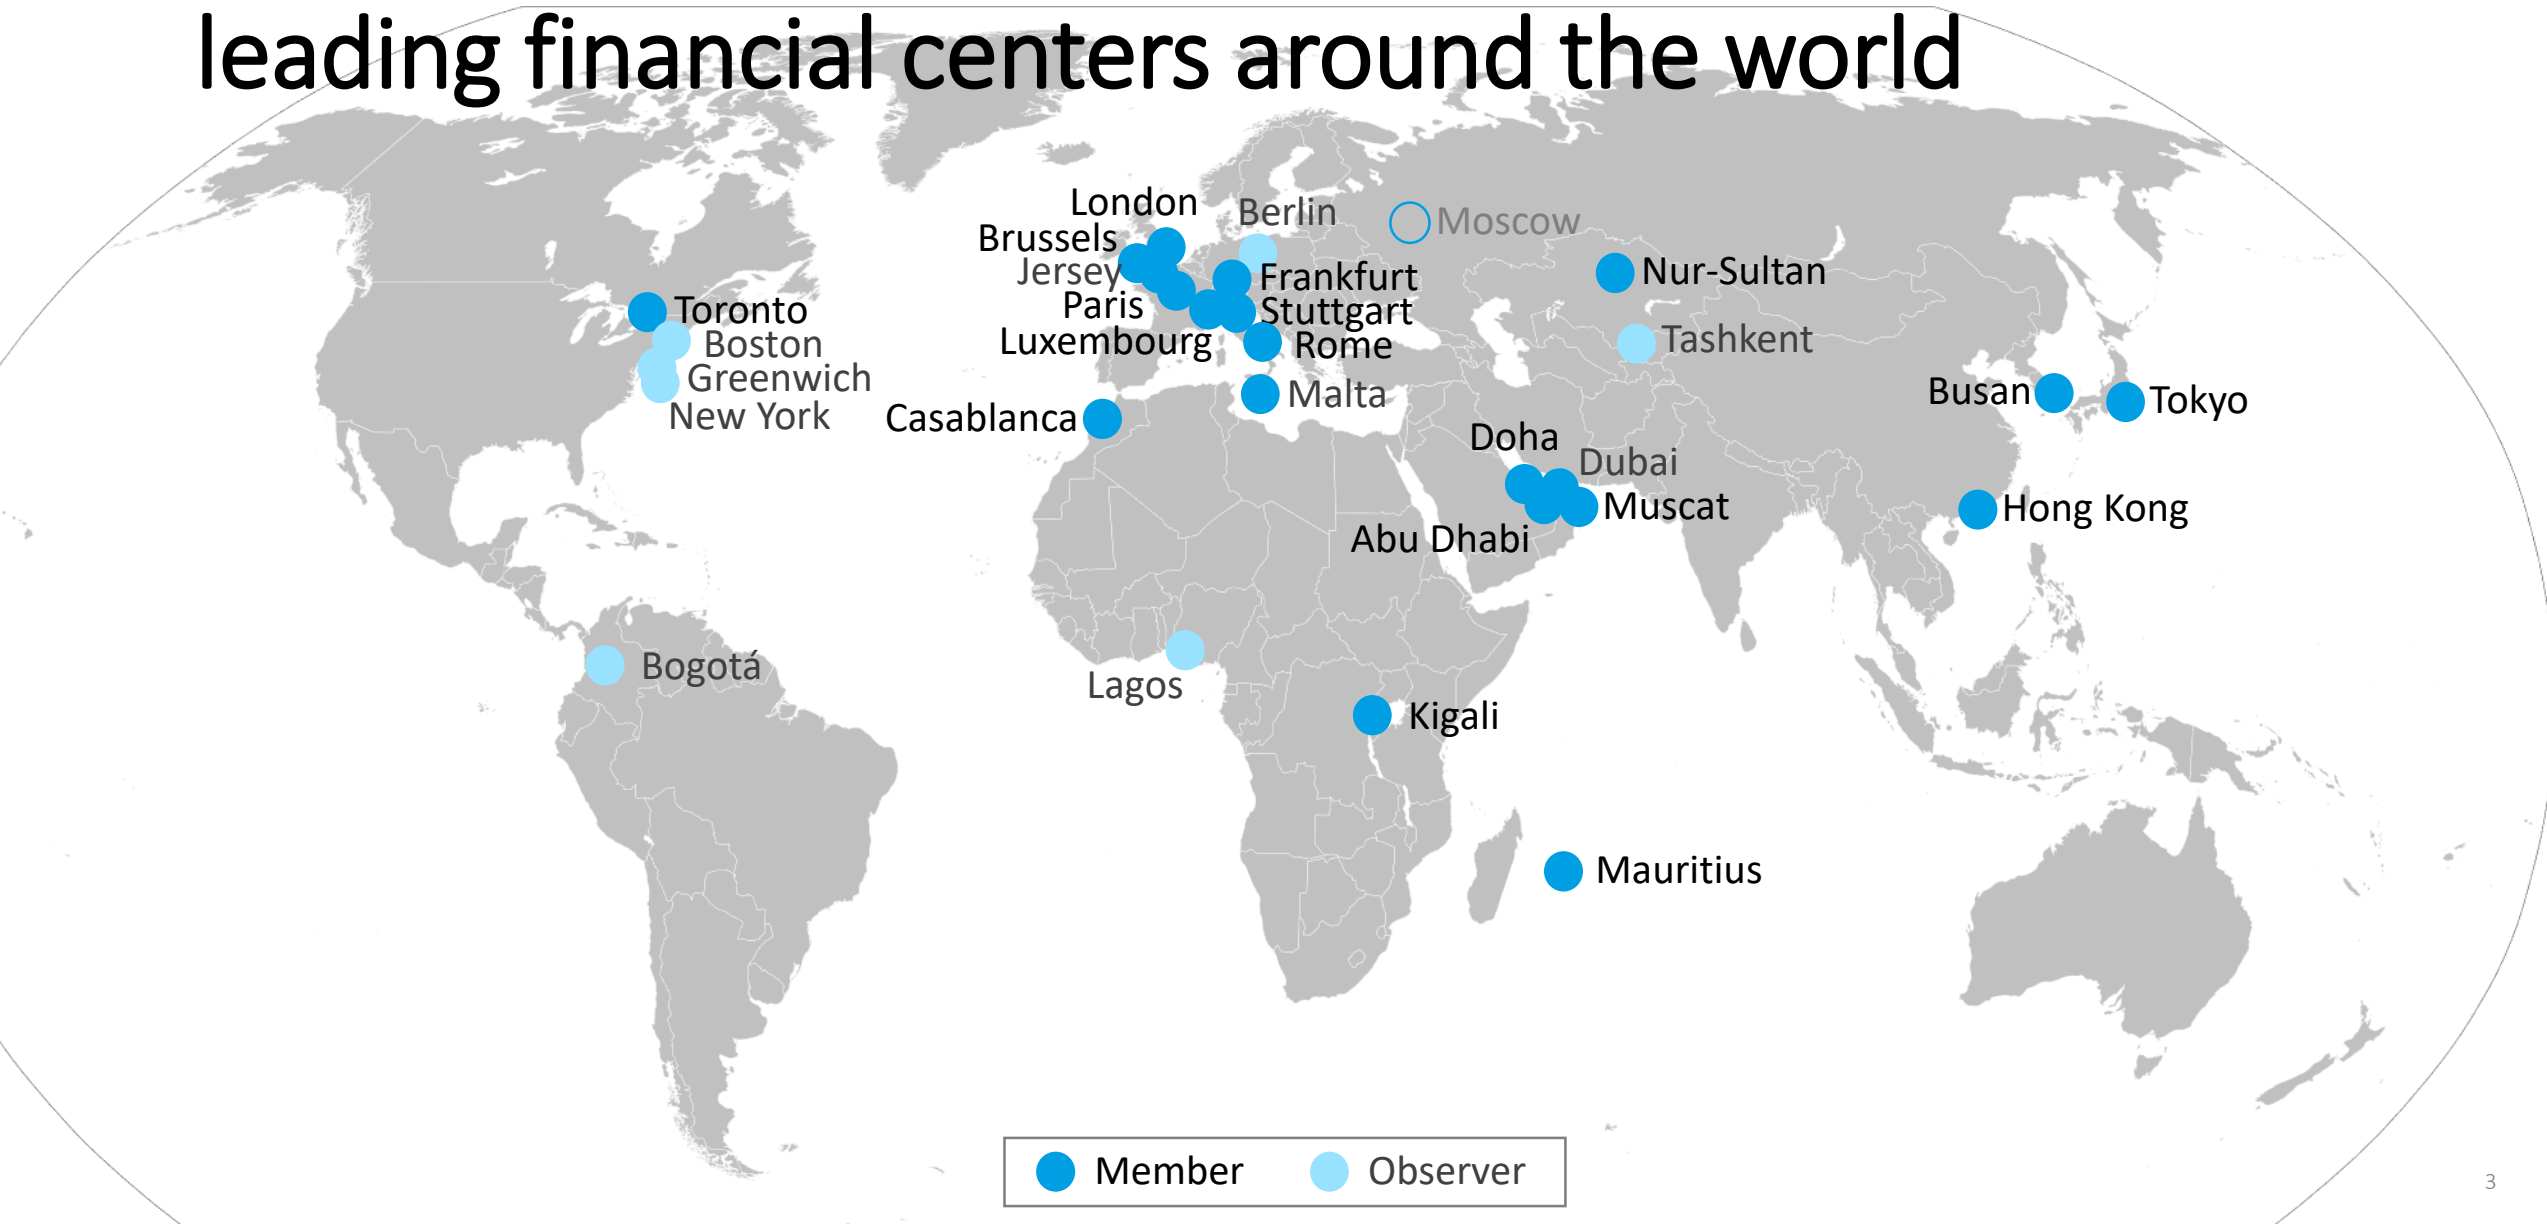 leading financial centers around the world
London
Berlin
Moscow
Brussels
Jersey
Frankfurt
Nur-Sultan
Paris
Stuttgart
Toronto
Luxembourg
Rome
Tashkent
Boston
Greenwich
New York
Casablanca
Malta
Busan
Tokyo
Doha
Dubai
Muscat
Hong Kong
Abu Dhabi
Bogotá
Lagos
Kigali
Mauritius
Member
Observer
3